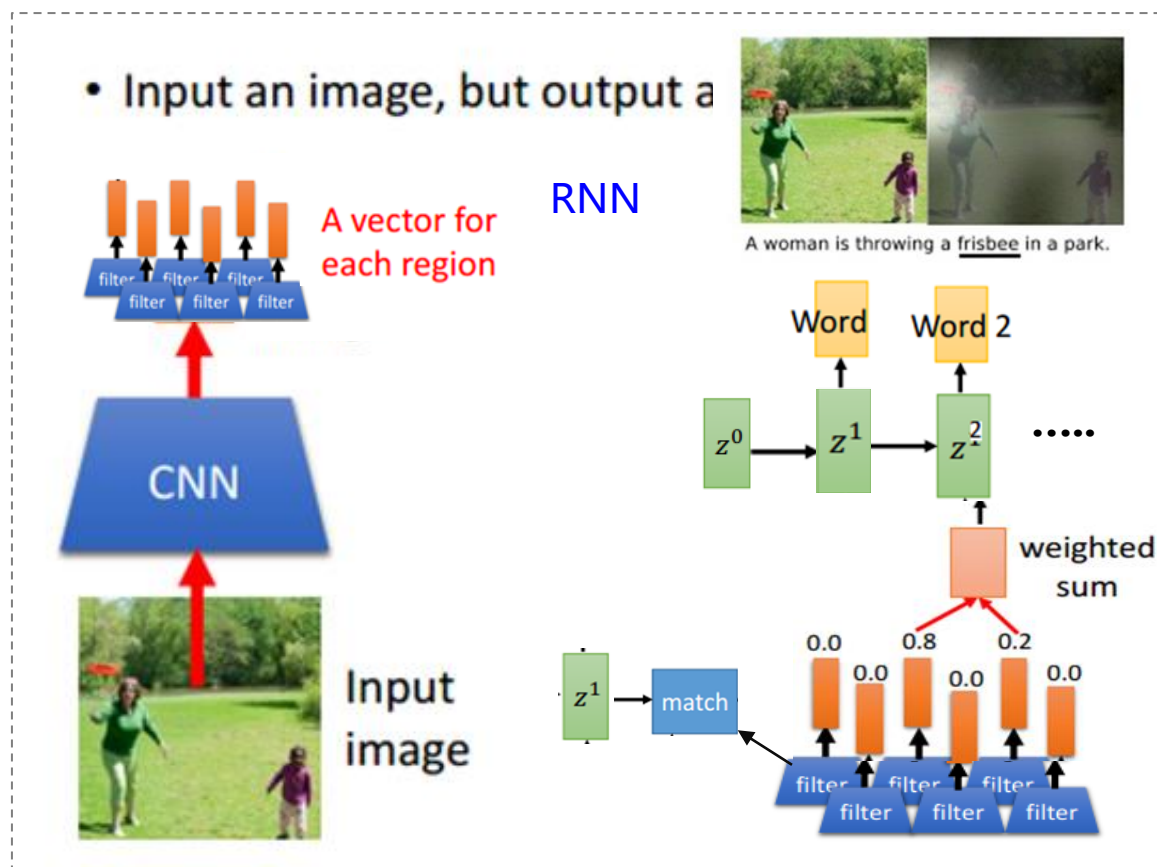 • Input an image, but output a
A vector for
each region
filter filter filter
filter filter filter
CNN
Input
image
RNN
A woman is throwing a frisbee in a park.
Word
Word 2
z⁰
z¹
z²
.....
weighted
sum
0.0 0.8 0.2
0.0 0.0 0.0
z¹
match
filter filter filter
filter filter filter